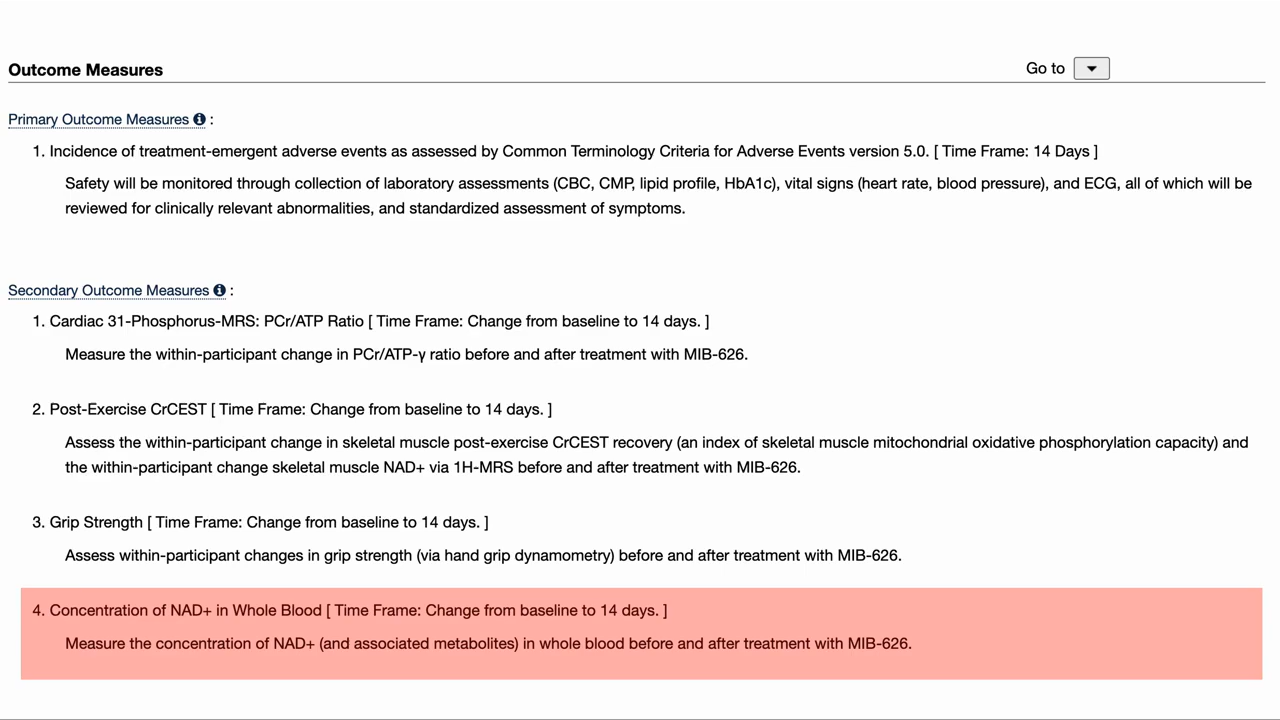 Outcome Measures
Go to
Primary Outcome Measures :
1. Incidence of treatment-emergent adverse events as assessed by Common Terminology Criteria for Adverse Events version 5.0. [ Time Frame: 14 Days ]
Safety will be monitored through collection of laboratory assessments (CBC, CMP, lipid profile, HbA1c), vital signs (heart rate, blood pressure), and ECG, all of which will be
reviewed for clinically relevant abnormalities, and standardized assessment of symptoms.
Secondary Outcome Measures :
1. Cardiac 31-Phosphorus-MRS: PCr/ATP Ratio [ Time Frame: Change from baseline to 14 days. ]
Measure the within-participant change in PCr/ATP-γ ratio before and after treatment with MIB-626.
2. Post-Exercise CrCEST [ Time Frame: Change from baseline to 14 days. ]
Assess the within-participant change in skeletal muscle post-exercise CrCEST recovery (an index of skeletal muscle mitochondrial oxidative phosphorylation capacity) and
the within-participant change skeletal muscle NAD+ via 1H-MRS before and after treatment with MIB-626.
3. Grip Strength [ Time Frame: Change from baseline to 14 days. ]
Assess within-participant changes in grip strength (via hand grip dynamometry) before and after treatment with MIB-626.
4. Concentration of NAD+ in Whole Blood [ Time Frame: Change from baseline to 14 days. ]
Measure the concentration of NAD+ (and associated metabolites) in whole blood before and after treatment with MIB-626.